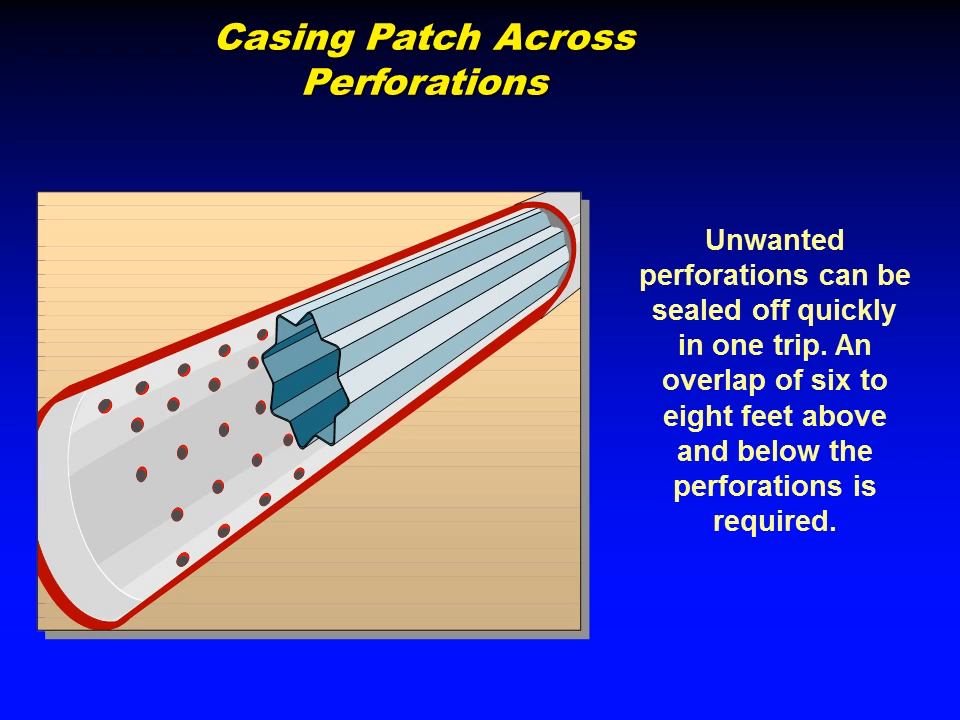 Casing Patch Across
Perforations
Unwanted
perforations can be
sealed off quickly
in one trip. An
overlap of six to
eight feet above
and below the
perforations is
required.